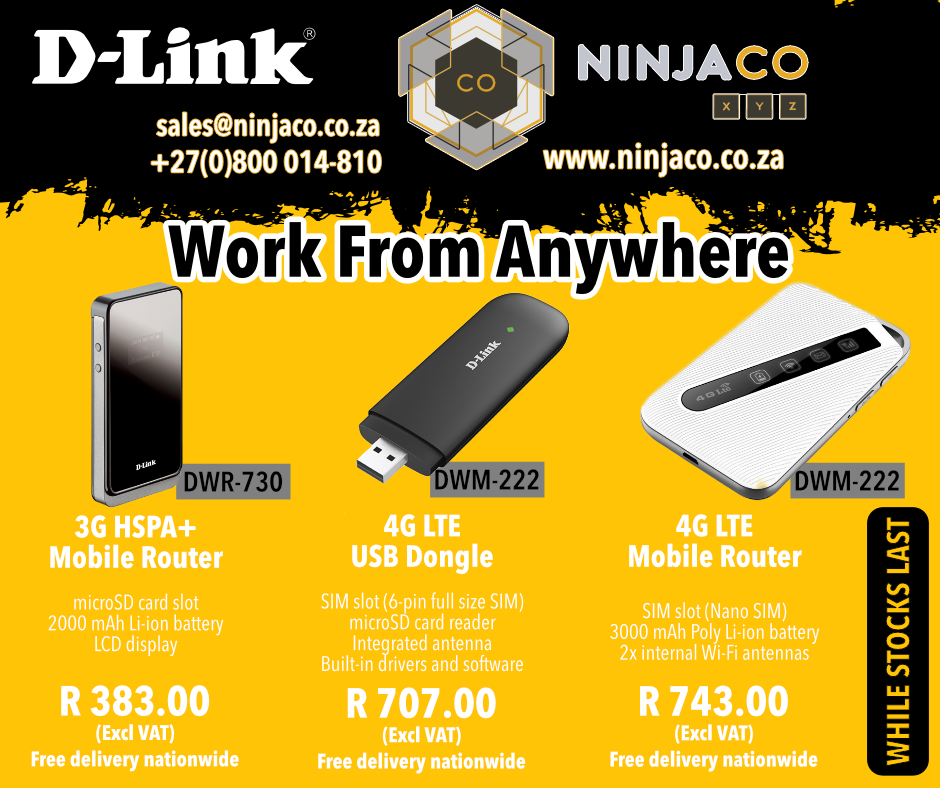 D-Link®
CO
NINJACO
X Y Z
sales@ninjaco.co.za
+27(0)800 014-810
www.ninjaco.co.za
Work From Anywhere
D-Link
DWR-730
3G HSPA+
Mobile Router
microSD card slot
2000 mAh Li-ion battery
LCD display
R 383.00
(Excl VAT)
Free delivery nationwide
D-Link
DWM-222
4G LTE
USB Dongle
SIM slot (6-pin full size SIM)
microSD card reader
Integrated antenna
Built-in drivers and software
R 707.00
(Excl VAT)
Free delivery nationwide
4G LTE
DWM-222
4G LTE
Mobile Router
SIM slot (Nano SIM)
3000 mAh Poly Li-ion battery
2x internal Wi-Fi antennas
R 743.00
(Excl VAT)
Free delivery nationwide
WHILE STOCKS LAST